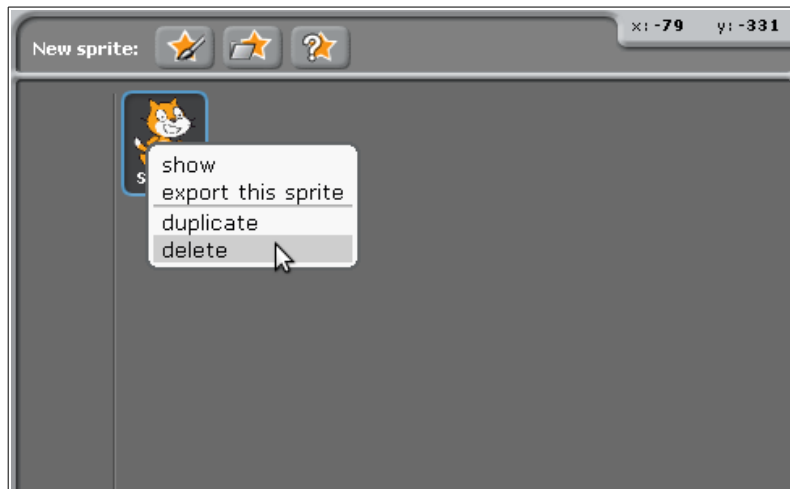 New sprite:
x: -79 y: -331
show
export this sprite
duplicate
delete